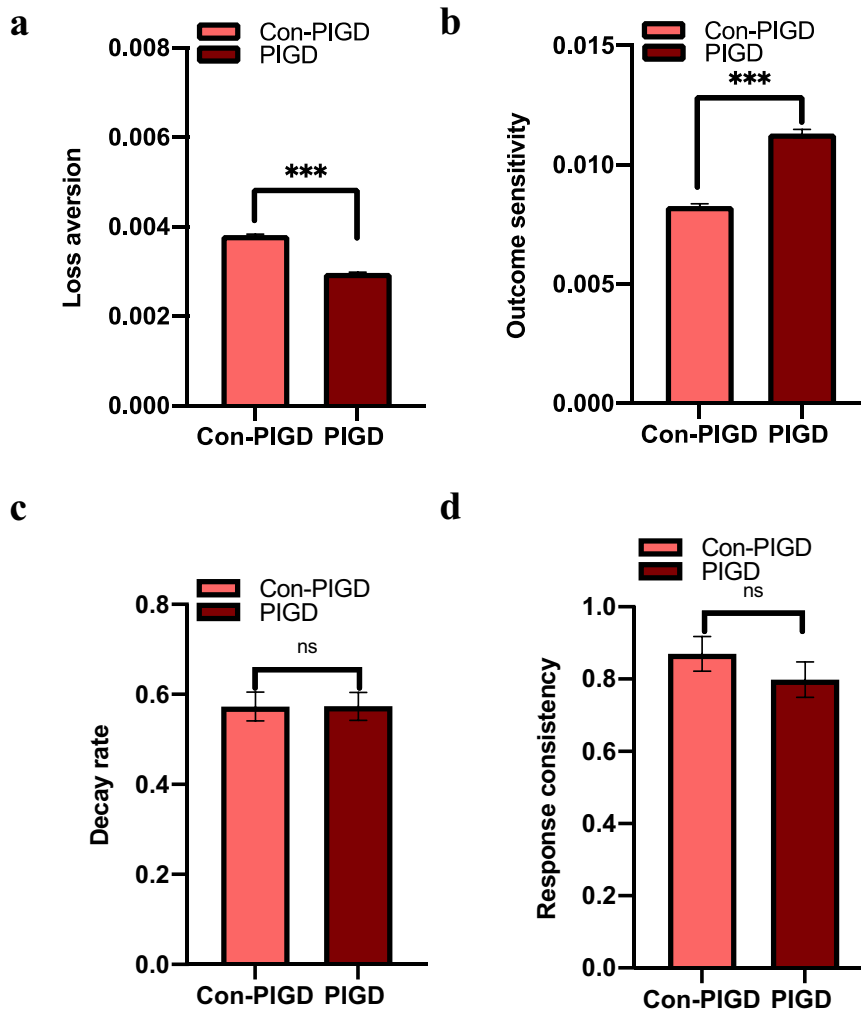 a
Con-PIGD
PIGD
***
Loss aversion
0.008
0.006
0.004
0.002
0.000
Con-PIGD PIGD
b
Con-PIGD
PIGD
***
Outcome sensitivity
0.015
0.010
0.005
0.000
Con-PIGD PIGD
c
Con-PIGD
PIGD
ns
Decay rate
0.8
0.6
0.4
0.2
0.0
Con-PIGD PIGD
d
Con-PIGD
PIGD
ns
Response consistency
1.0
0.8
0.6
0.4
0.2
0.0
Con-PIGD PIGD